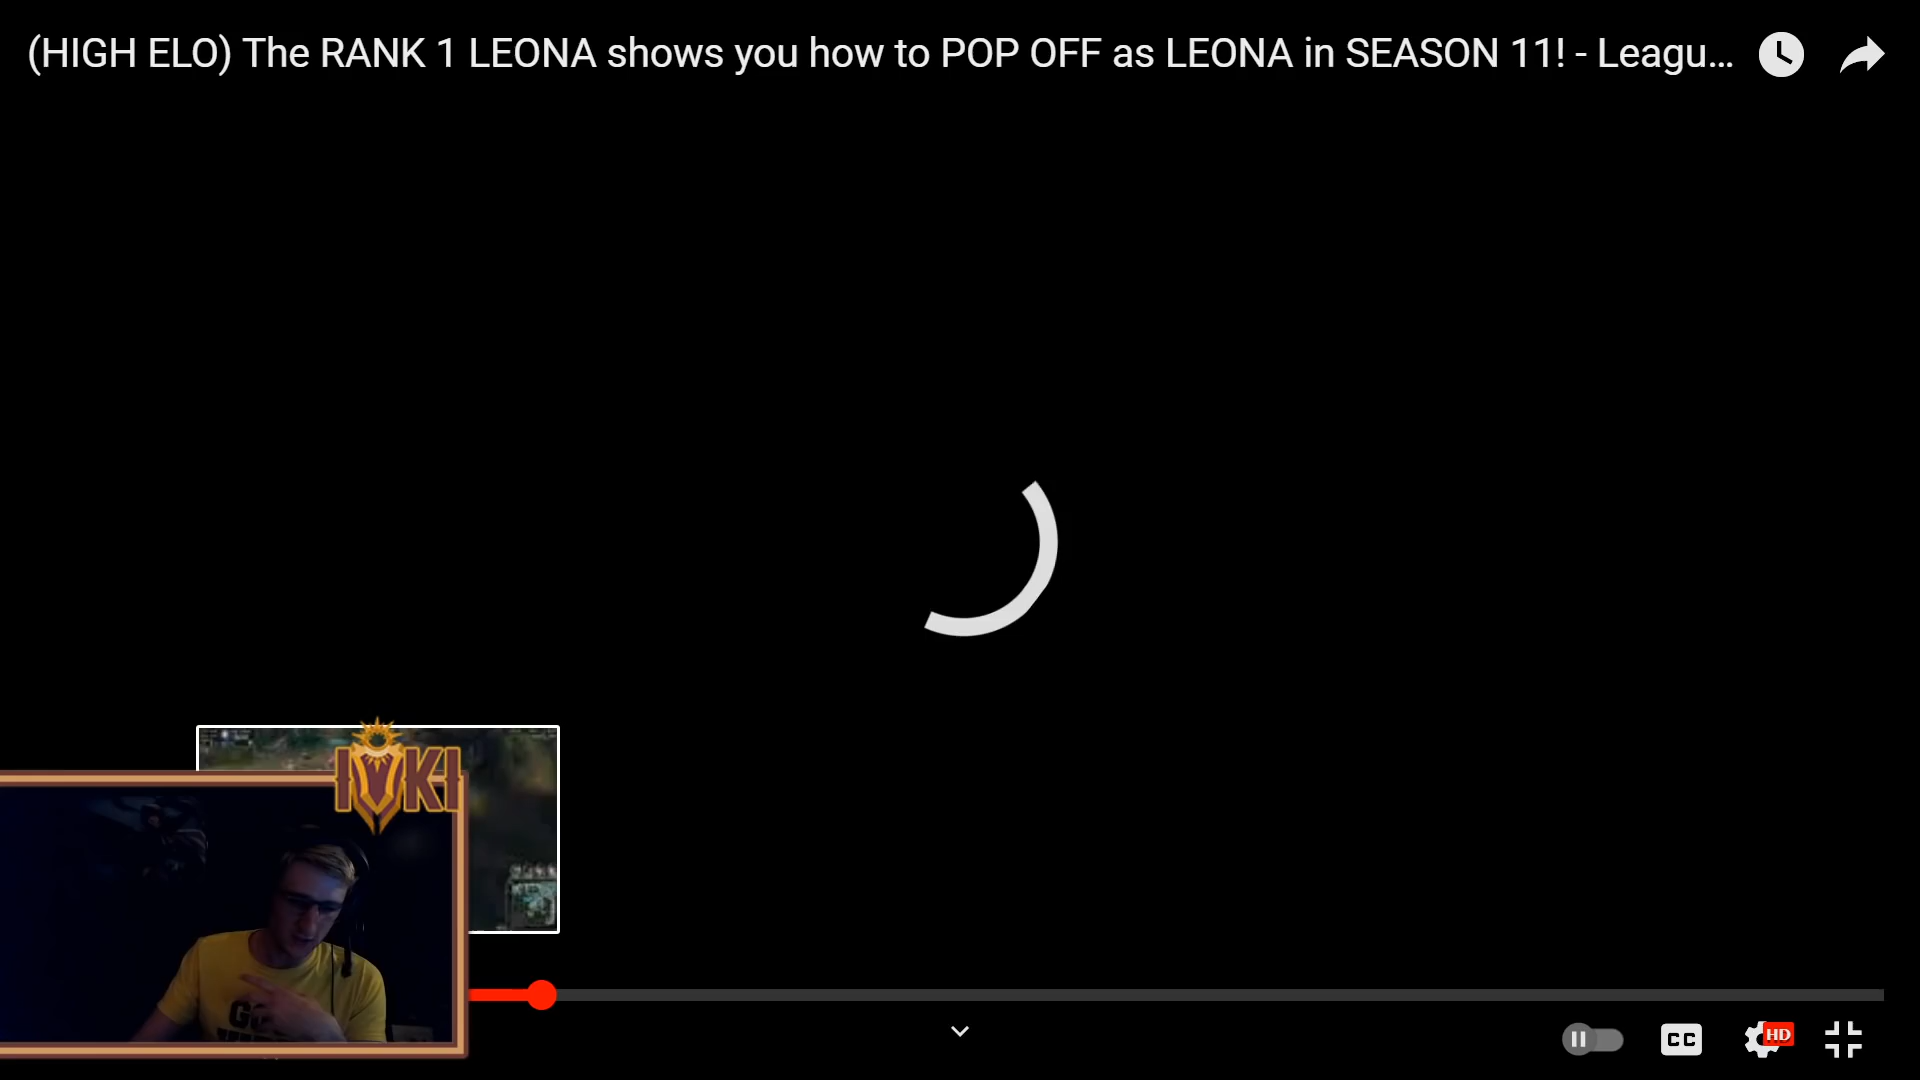 (HIGH ELO) The RANK 1 LEONA shows you how to POP OFF as LEONA in SEASON 11! - Leagu...
IVKI
CC
HD